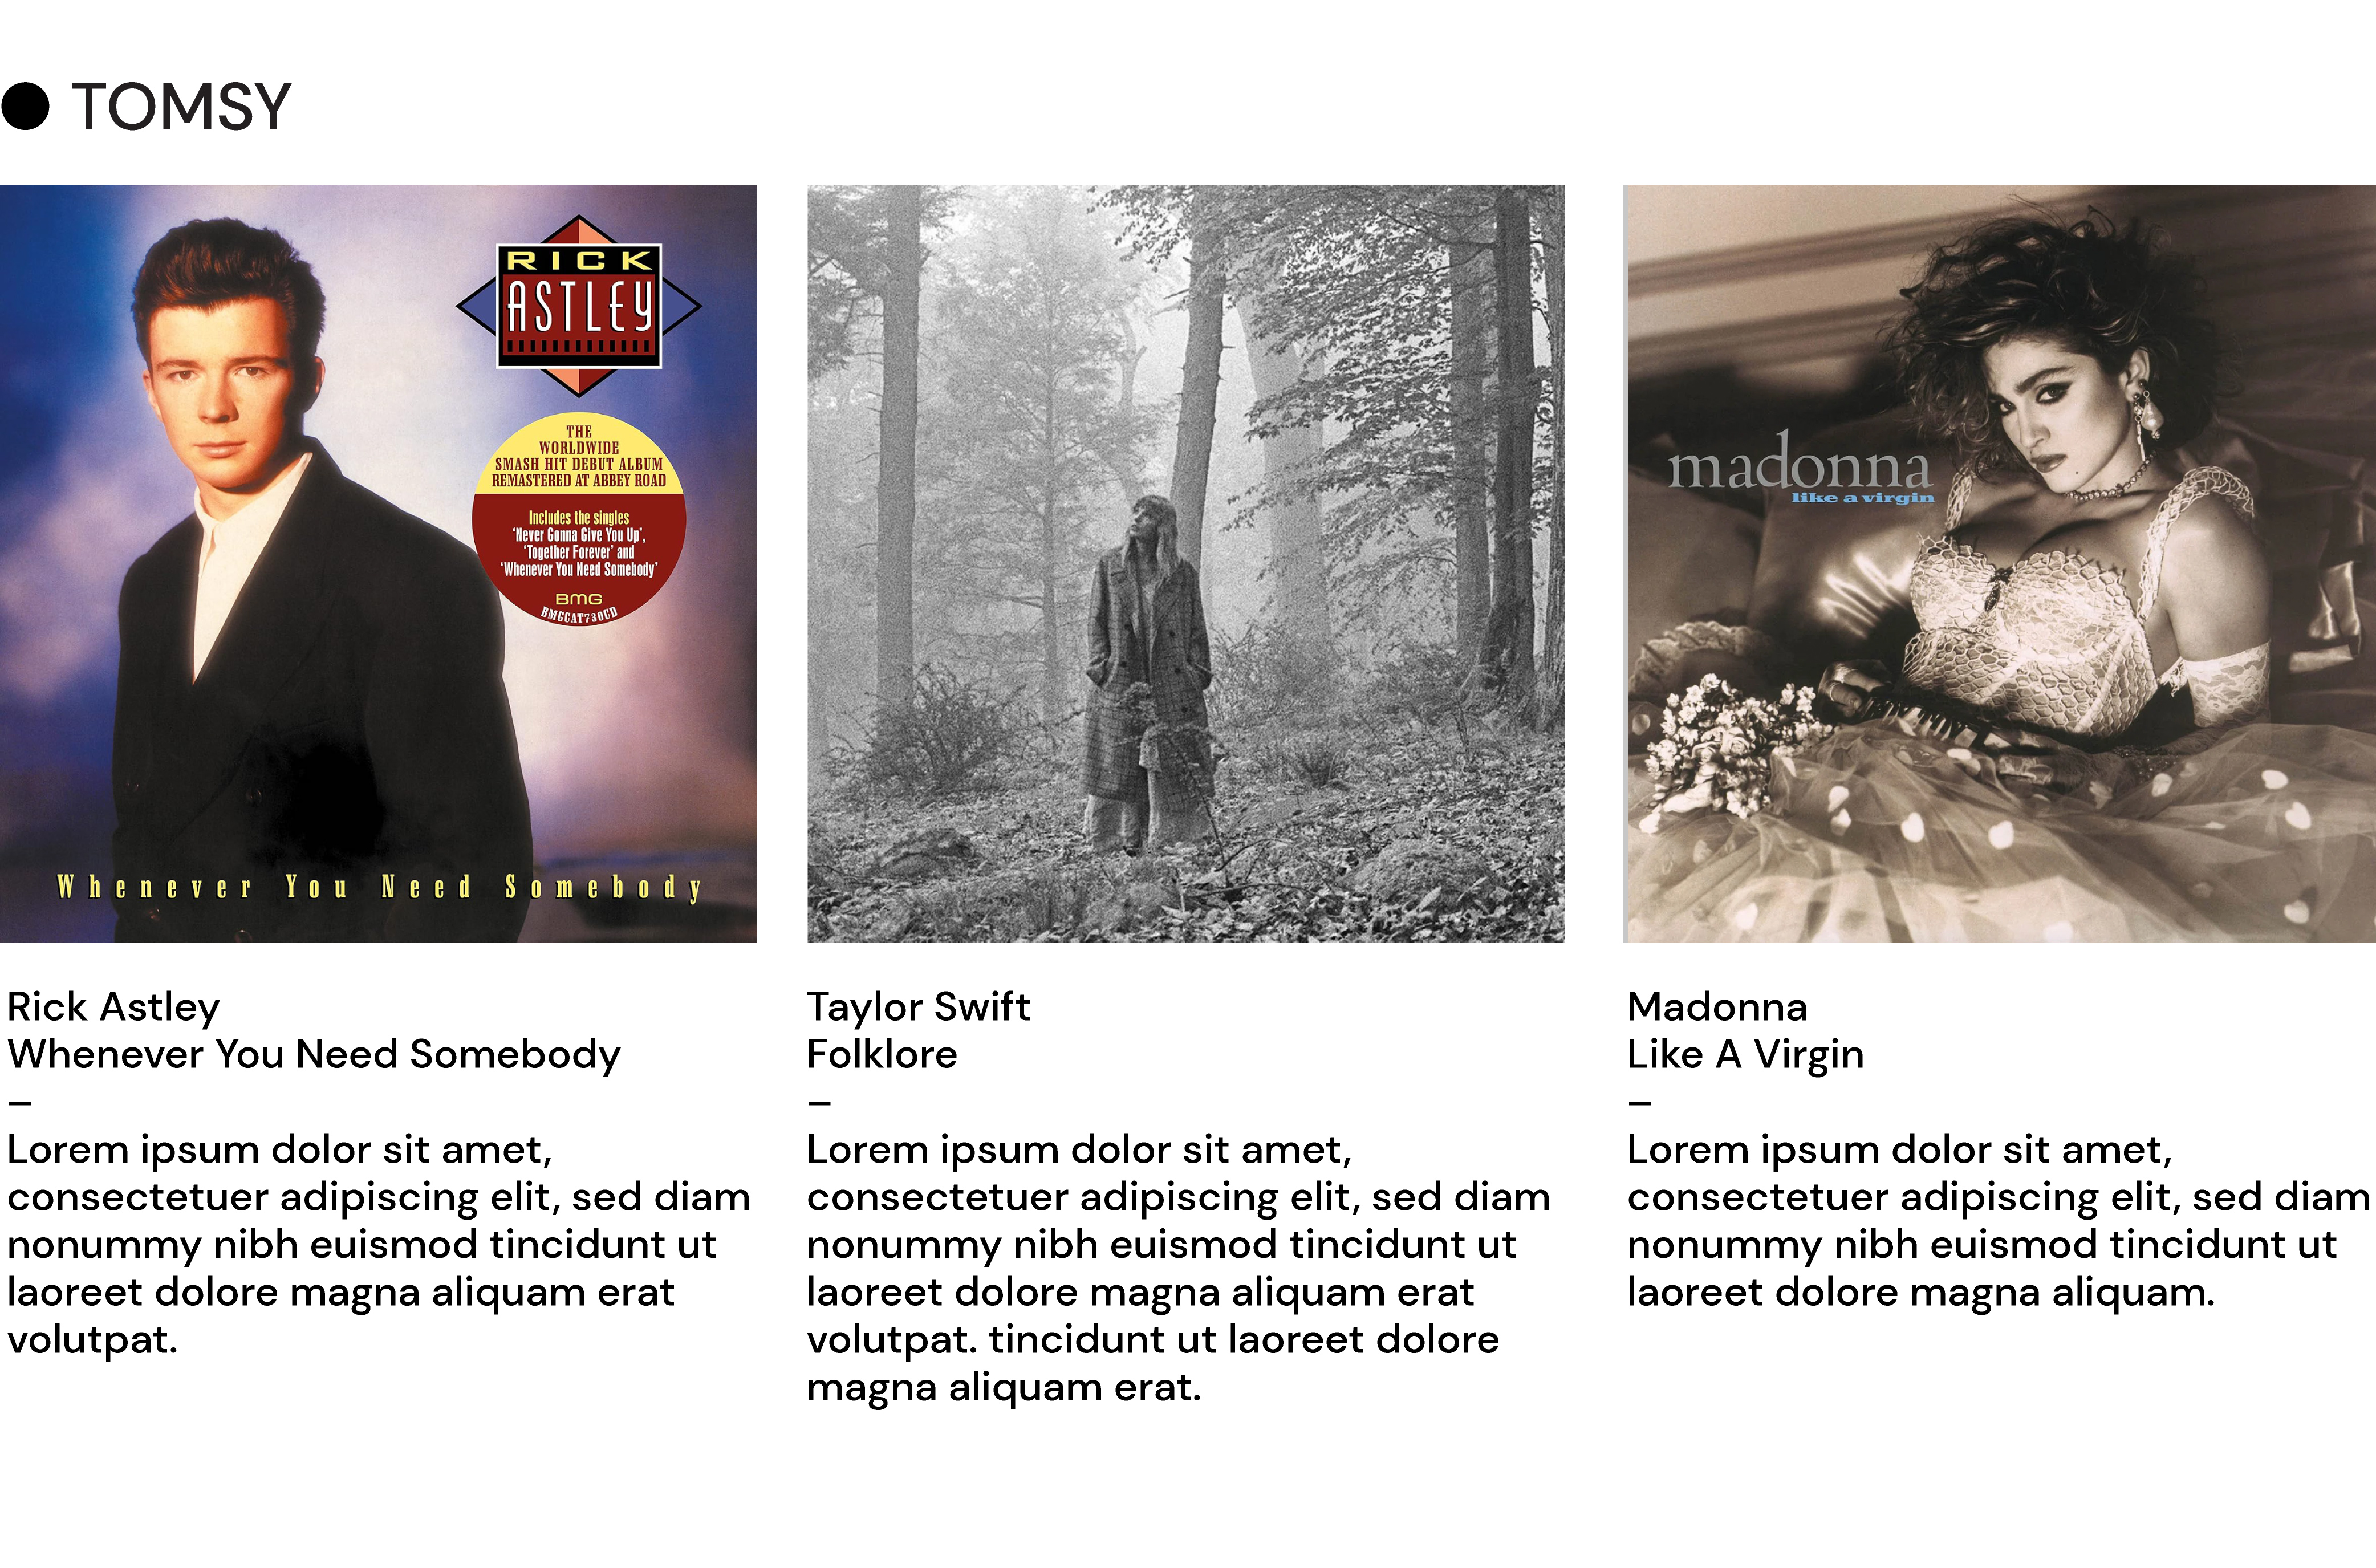 TOMSY
RICK
ASTLEY
THE
WORLDWIDE
SMASH HIT DEBUT ALBUM
REMASTERED AT ABBEY ROAD
Includes the singles
‘Never Gonna Give You Up’,
‘Together Forever’ and
‘Whenever You Need Somebody’
BMG
BMGCAT730CD
Whenever You Need Somebody
madonna
like a virgin
Rick Astley
Whenever You Need Somebody
–
Lorem ipsum dolor sit amet,
consectetuer adipiscing elit, sed diam
nonummy nibh euismod tincidunt ut
laoreet dolore magna aliquam erat
volutpat.
Taylor Swift
Folklore
–
Lorem ipsum dolor sit amet,
consectetuer adipiscing elit, sed diam
nonummy nibh euismod tincidunt ut
laoreet dolore magna aliquam erat
volutpat. tincidunt ut laoreet dolore
magna aliquam erat.
Madonna
Like A Virgin
–
Lorem ipsum dolor sit amet,
consectetuer adipiscing elit, sed diam
nonummy nibh euismod tincidunt ut
laoreet dolore magna aliquam.